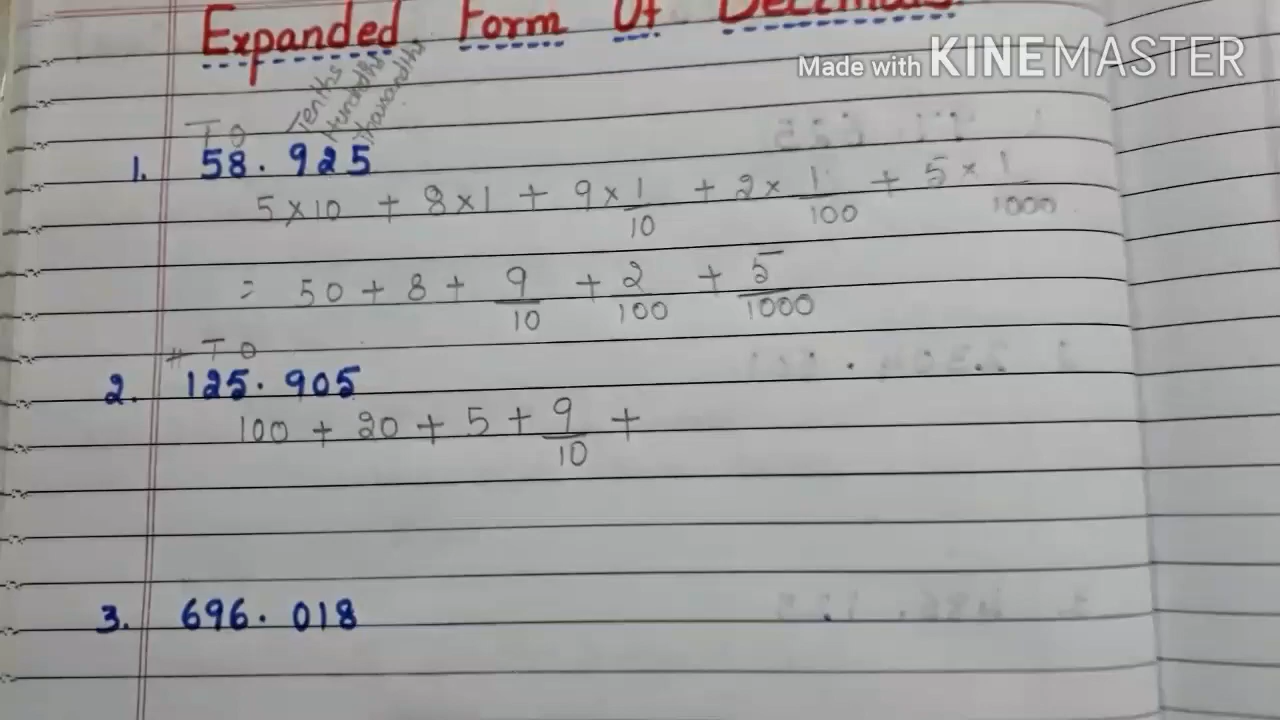 Expanded Form Of Decimals.
Made with KINEMASTER
T O Tenths Hundredths Thousandths
1. 58.925
5×10 + 8×1 + 9×1/10 + 2×1/100 + 5×1/1000
= 50 + 8 + 9/10 + 2/100 + 5/1000
H T O
2. 125.905
100 + 20 + 5 + 9/10 +
3. 696.018